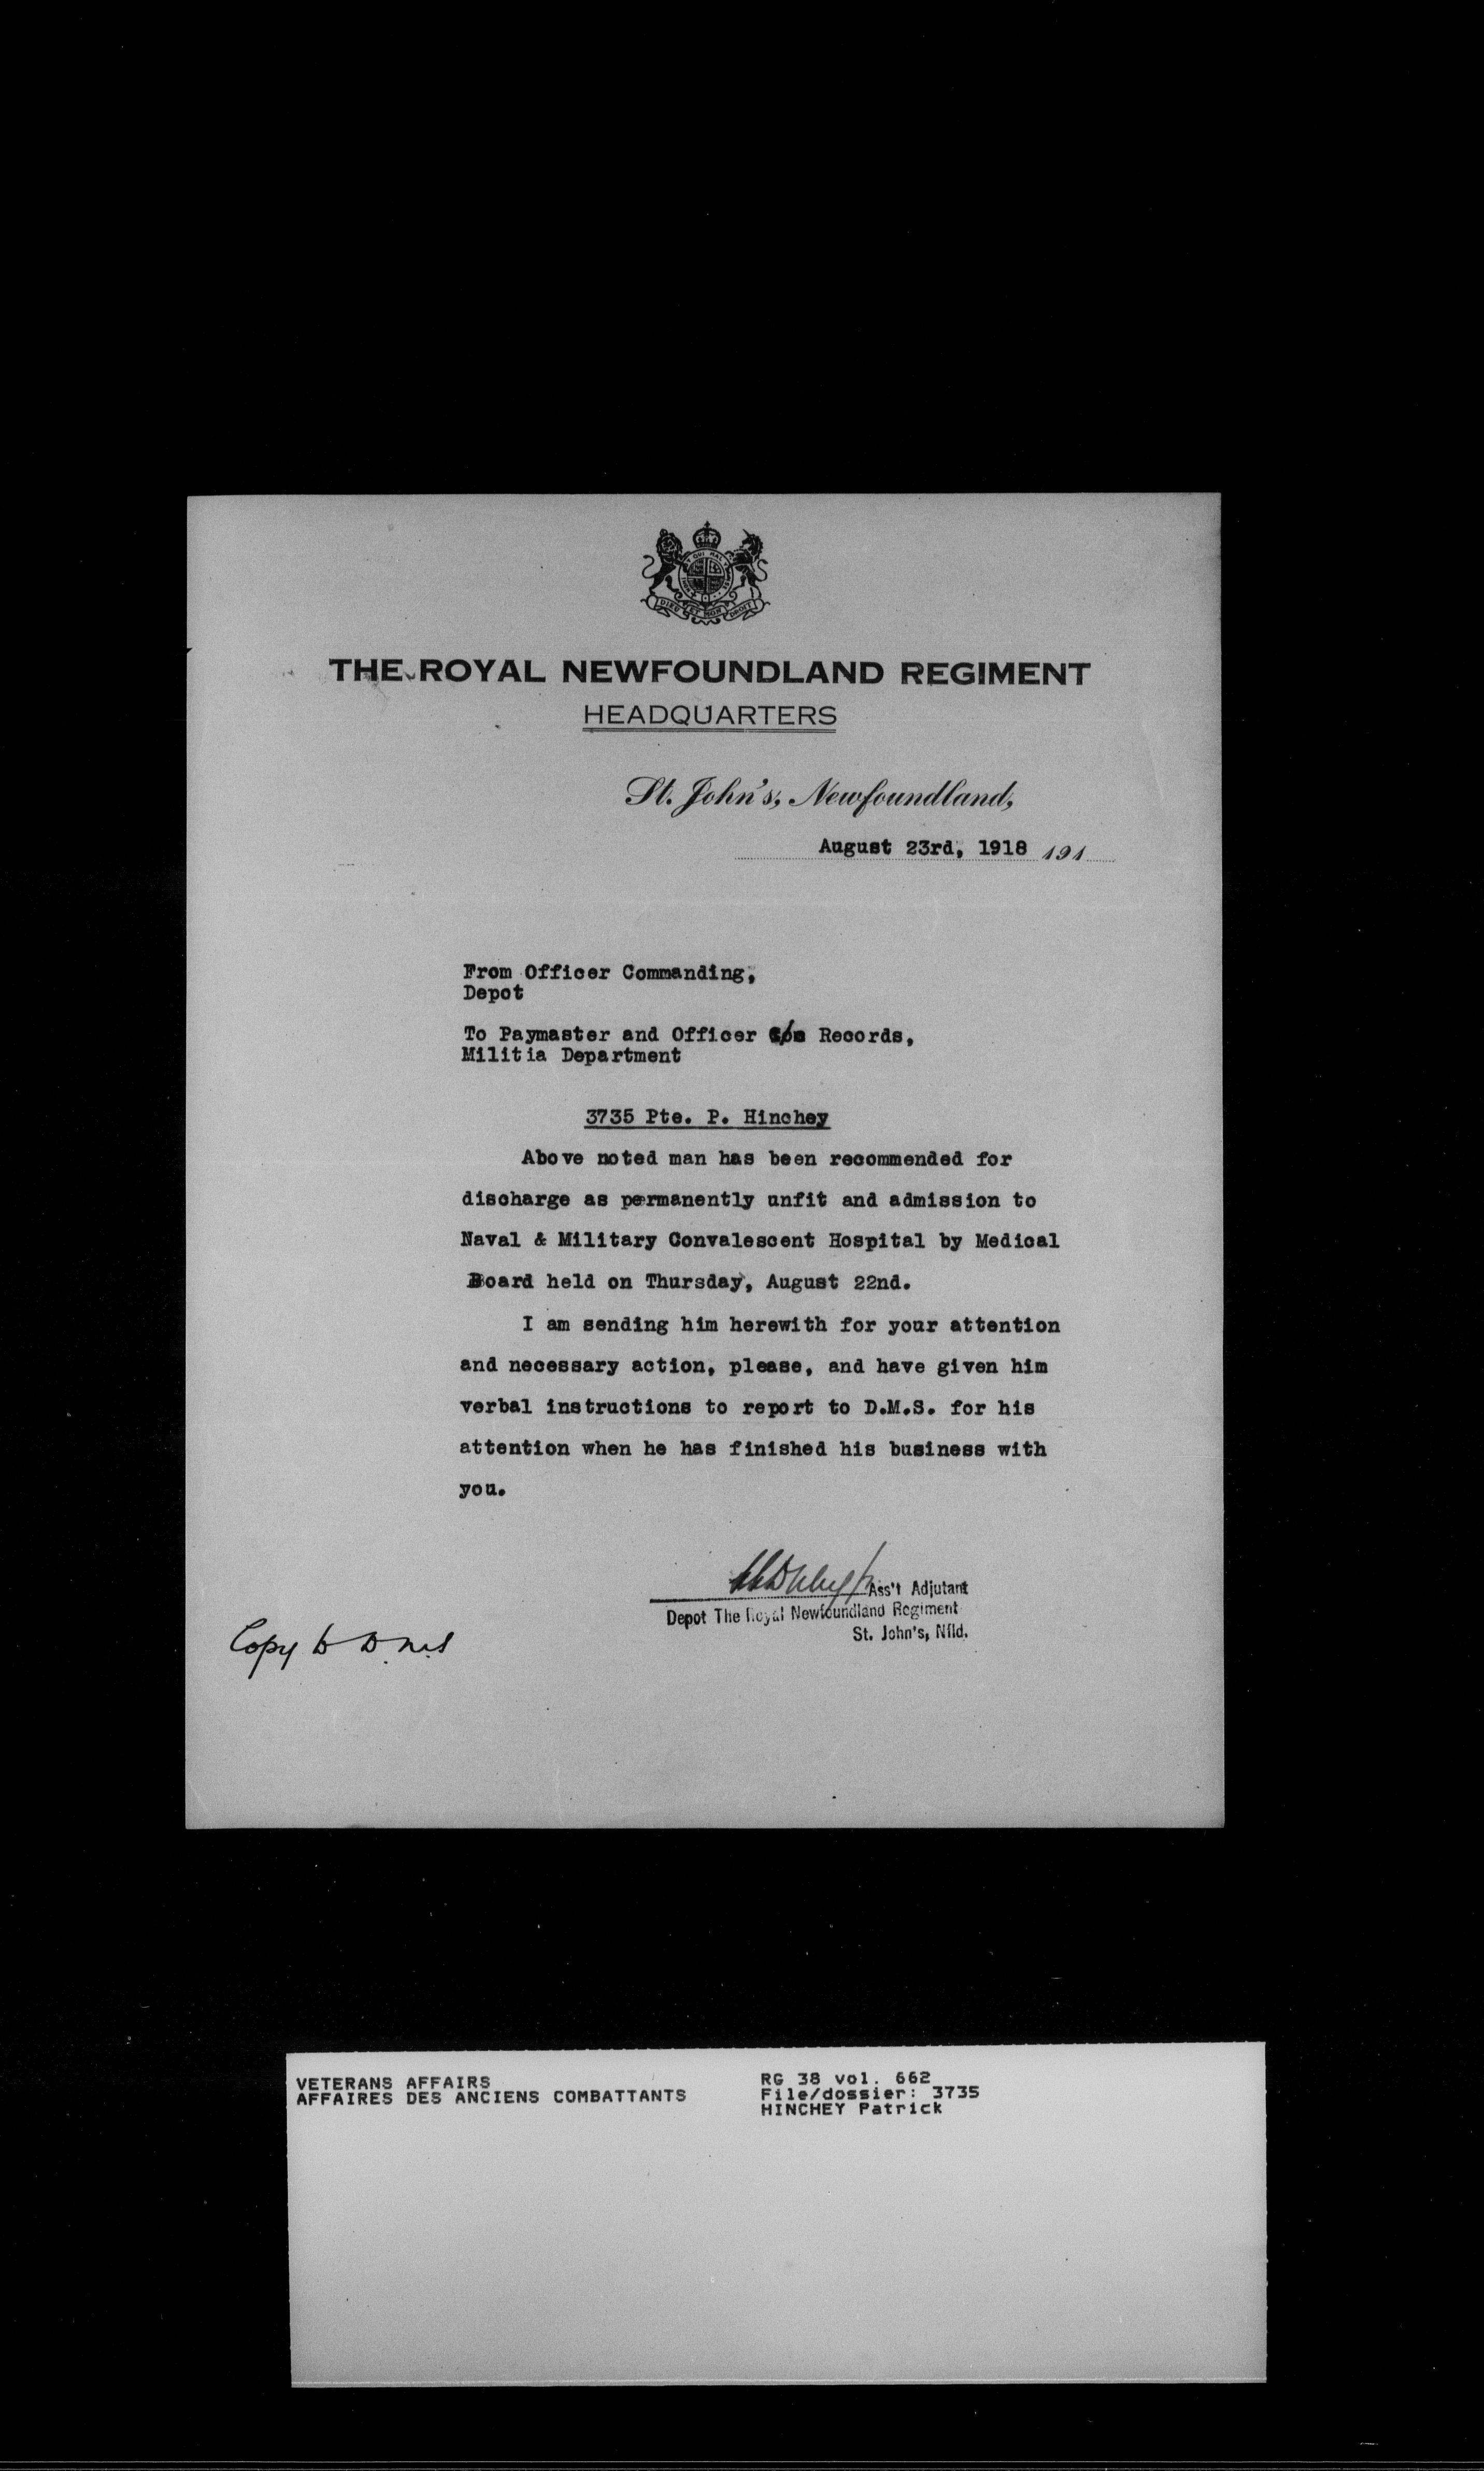 DIEU ET MON DROIT
THE ROYAL NEWFOUNDLAND REGIMENT
HEADQUARTERS
St. John's, Newfoundland,
August 23rd, 1918 191
From Officer Commanding,
Depot
To Paymaster and Officer Records,
Militia Department
3735 Pte. P. Hinchey
Above noted man has been recommended for
discharge as permanently unfit and admission to
Naval & Military Convalescent Hospital by Medical
Board held on Thursday, August 22nd.
I am sending him herewith for your attention
and necessary action, please, and have given him
verbal instructions to report to D.M.S. for his
attention when he has finished his business with
you.
Ass't Adjutant
Depot The Royal Newfoundland Regiment
St. John's, Nfld.
Copy to D.M.S
VETERANS AFFAIRS
AFFAIRES DES ANCIENS COMBATTANTS
RG 38 vol. 662
File/dossier: 3735
HINCHEY Patrick